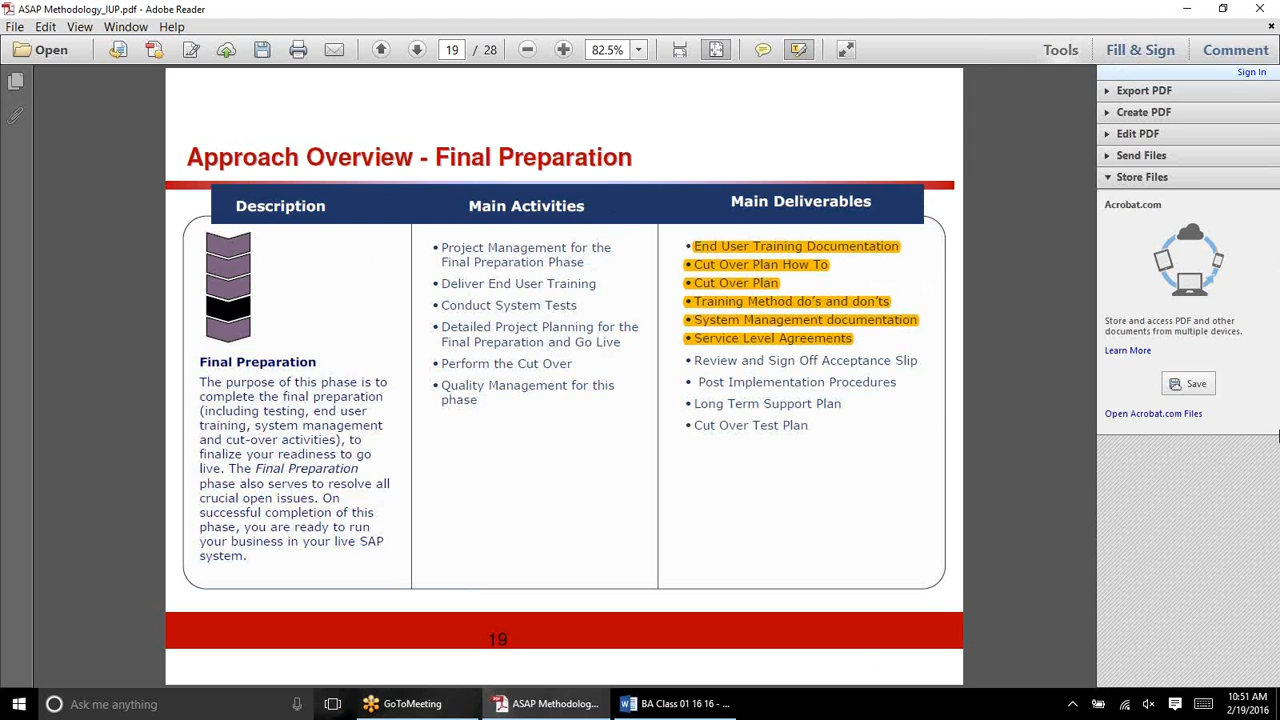 ASAP Methodology_IUP.pdf - Adobe Reader
File Edit View Window Help
Open 19 / 28 82.5% Tools Fill & Sign Comment
Sign In
Export PDF
Create PDF
Edit PDF
Send Files
Store Files
Acrobat.com
Store and access PDF and other
documents from multiple devices.
Learn More
Save
Open Acrobat.com Files
Approach Overview - Final Preparation
Description
Main Activities
Main Deliverables
Final Preparation
The purpose of this phase is to
complete the final preparation
(including testing, end user
training, system management
and cut-over activities), to
finalize your readiness to go
live. The Final Preparation
phase also serves to resolve all
crucial open issues. On
successful completion of this
phase, you are ready to run
your business in your live SAP
system.
• Project Management for the
Final Preparation Phase
• Deliver End User Training
• Conduct System Tests
• Detailed Project Planning for the
Final Preparation and Go Live
• Perform the Cut Over
• Quality Management for this
phase
• End User Training Documentation
• Cut Over Plan How To
• Cut Over Plan
• Training Method do's and don'ts
• System Management documentation
• Service Level Agreements
• Review and Sign Off Acceptance Slip
• Post Implementation Procedures
• Long Term Support Plan
• Cut Over Test Plan
19
Ask me anything
GoToMeeting
ASAP Methodolog...
BA Class 01 16 16 - ...
10:51 AM
2/19/2016